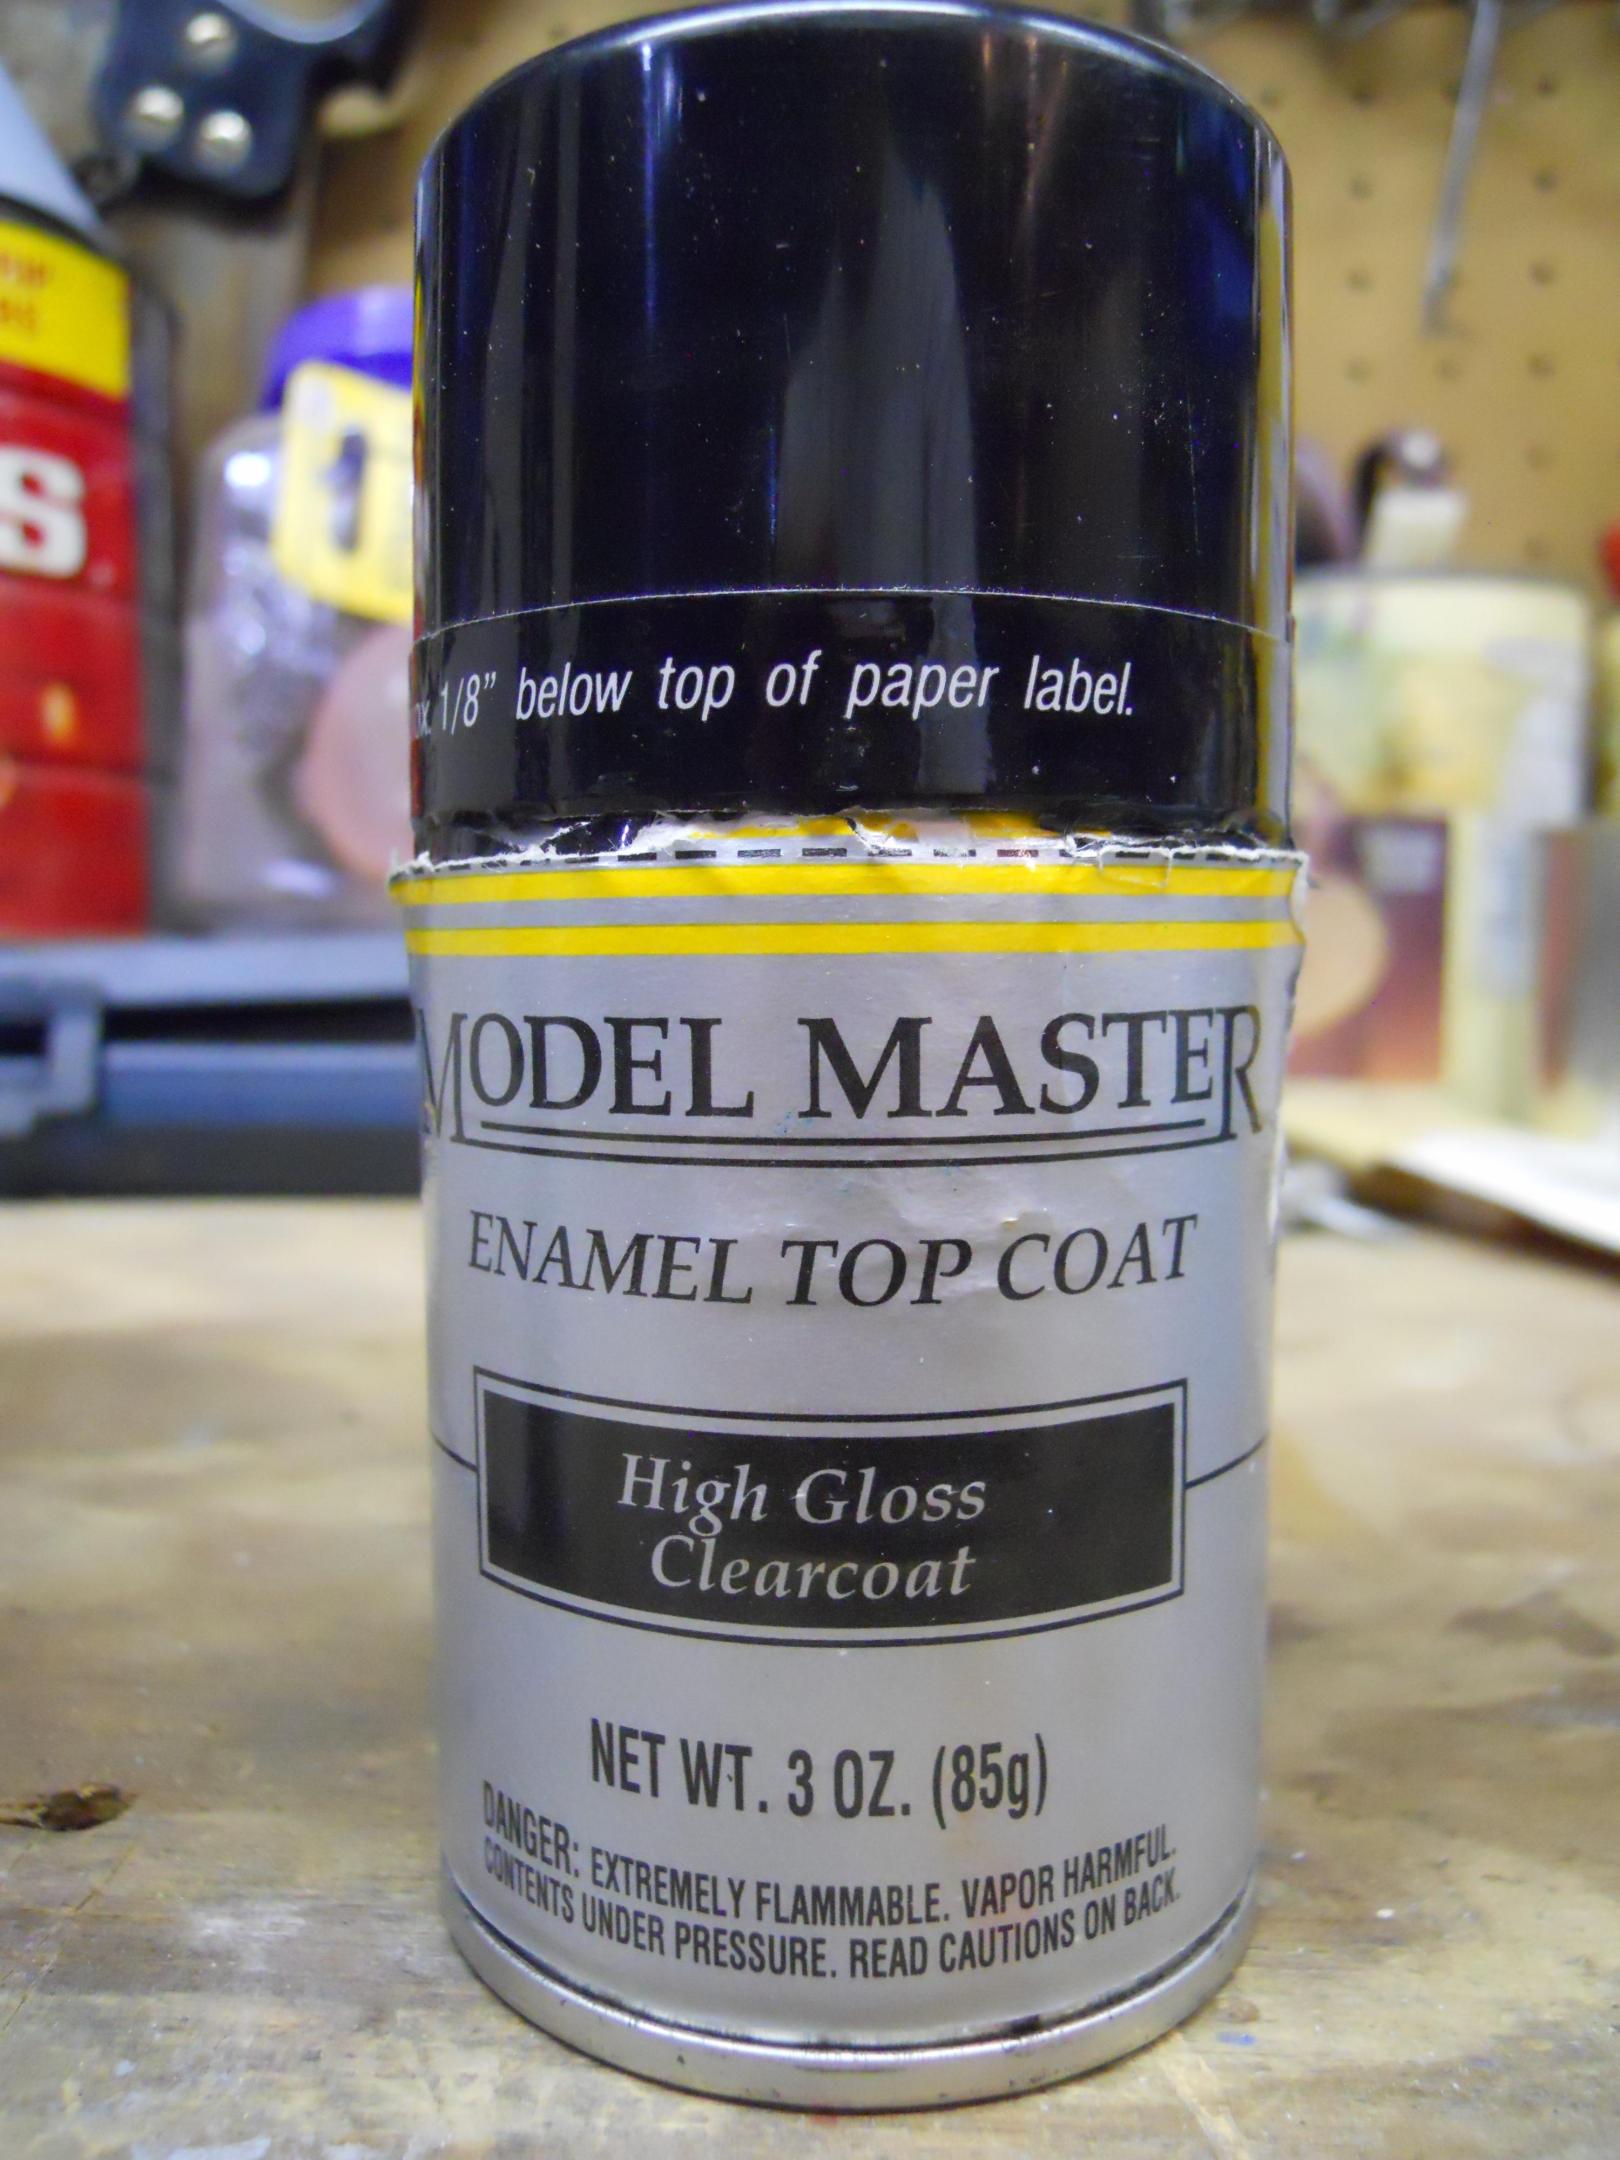 1/8” below top of paper label.
MODEL MASTER
ENAMEL TOP COAT
High Gloss
Clearcoat
NET WT. 3 OZ. (85g)
DANGER: EXTREMELY FLAMMABLE. VAPOR HARMFUL.
CONTENTS UNDER PRESSURE. READ CAUTIONS ON BACK.
S
1